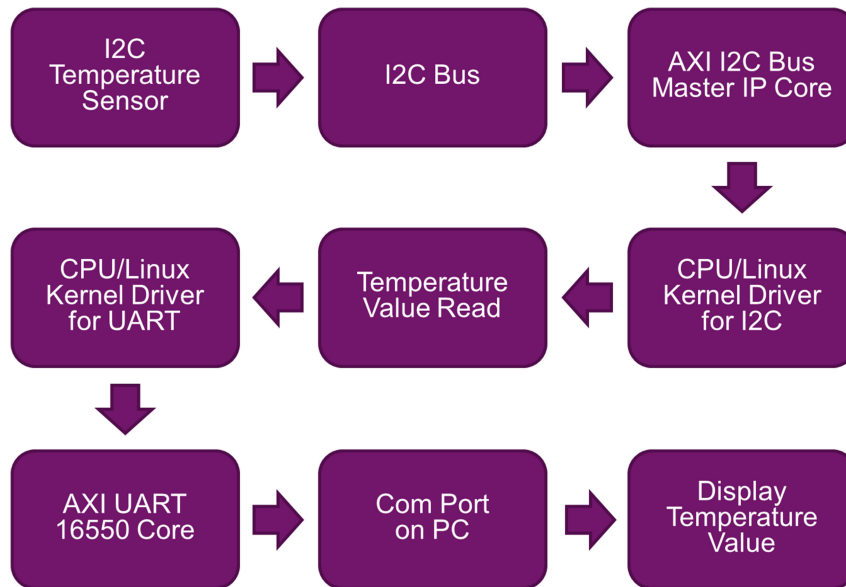 I2C
Temperature
Sensor
I2C Bus
AXI I2C Bus
Master IP Core
CPU/Linux
Kernel Driver
for UART
Temperature
Value Read
CPU/Linux
Kernel Driver
for I2C
AXI UART
16550 Core
Com Port
on PC
Display
Temperature
Value